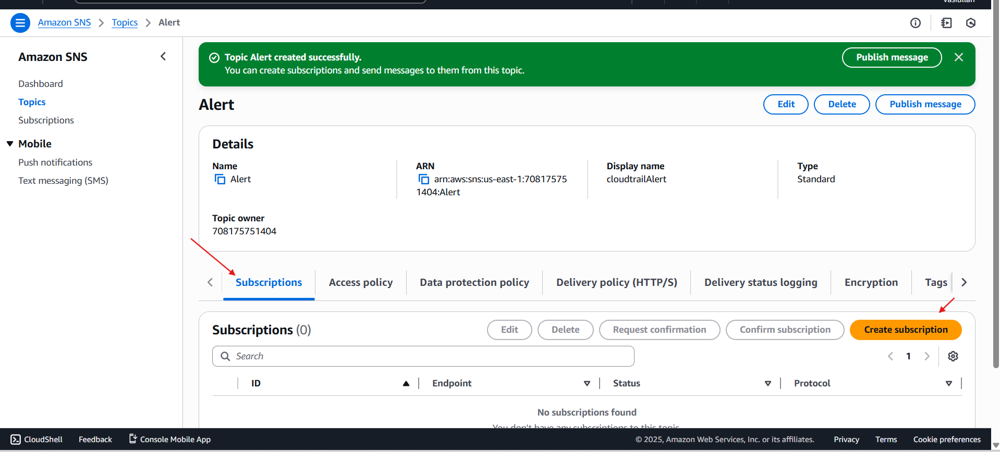 Vasiullah
Amazon SNS > Topics > Alert
Amazon SNS
Dashboard
Topics
Subscriptions
Mobile
Push notifications
Text messaging (SMS)
Topic Alert created successfully.
You can create subscriptions and send messages to them from this topic.
Publish message
Alert
Edit
Delete
Publish message
Details
Name
Alert
ARN
arn:aws:sns:us-east-1:70817575
1404:Alert
Display name
cloudtrailAlert
Type
Standard
Topic owner
708175751404
Subscriptions
Access policy
Data protection policy
Delivery policy (HTTP/S)
Delivery status logging
Encryption
Tags
Subscriptions (0)
Edit
Delete
Request confirmation
Confirm subscription
Create subscription
Search
1
ID
Endpoint
Status
Protocol
No subscriptions found
You don't have any subscriptions to this topic
CloudShell
Feedback
Console Mobile App
© 2025, Amazon Web Services, Inc. or its affiliates.
Privacy
Terms
Cookie preferences